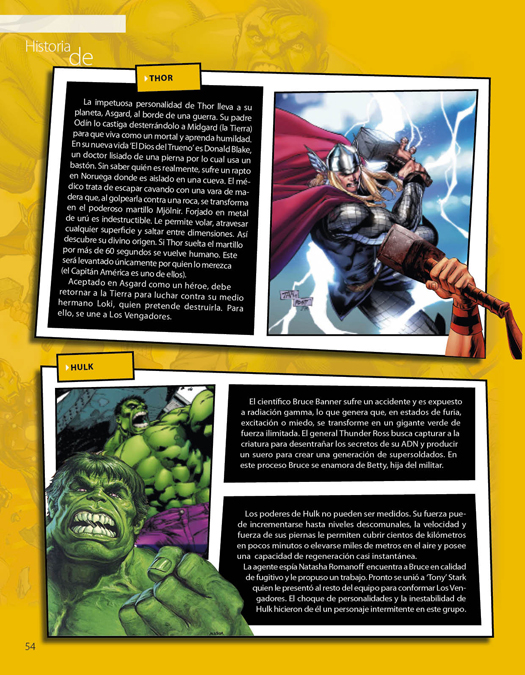 Historia
de
THOR
La impetuosa personalidad de Thor lleva a su
planeta, Asgard, al borde de una guerra. Su padre
Odín lo castiga desterrándolo a Midgard (la Tierra)
para que viva como un mortal y aprenda humildad.
En su nueva vida 'El Dios del Trueno' es Donald Blake,
un doctor lisiado de una pierna por lo cual usa un
bastón. Sin saber quién es realmente, sufre un rapto
en Noruega donde es aislado en una cueva. El mé-
dico trata de escapar cavando con una vara de ma-
dera que, al golpearla contra una roca, se transforma
en el poderoso martillo Mjölnir. Forjado en metal
de urú es indestructible. Le permite volar, atravesar
cualquier superficie y saltar entre dimensiones. Así
descubre su divino origen. Si Thor suelta el martillo
por más de 60 segundos se vuelve humano. Este
será levantado únicamente por quien lo merezca
(el Capitán América es uno de ellos).
Aceptado en Asgard como un héroe, debe
retornar a la Tierra para luchar contra su medio
hermano Loki, quien pretende destruirla. Para
ello, se une a Los Vengadores.
HULK
El científico Bruce Banner sufre un accidente y es expuesto
a radiación gamma, lo que genera que, en estados de furia,
excitación o miedo, se transforme en un gigante verde de
fuerza ilimitada. El general Thunder Ross busca capturar a la
criatura para desentrañar los secretos de su ADN y producir
un suero para crear una generación de supersoldados. En
este proceso Bruce se enamora de Betty, hija del militar.
Los poderes de Hulk no pueden ser medidos. Su fuerza pue-
de incrementarse hasta niveles descomunales, la velocidad y
fuerza de sus piernas le permiten cubrir cientos de kilómetros
en pocos minutos o elevarse miles de metros en el aire y posee
una capacidad de regeneración casi instantánea.
La agente espía Natasha Romanoff encuentra a Bruce en calidad
de fugitivo y le propuso un trabajo. Pronto se unió a 'Tony' Stark
quien le presentó al resto del equipo para conformar Los Ven-
gadores. El choque de personalidades y la inestabilidad de
Hulk hicieron de él un personaje intermitente en este grupo.
54